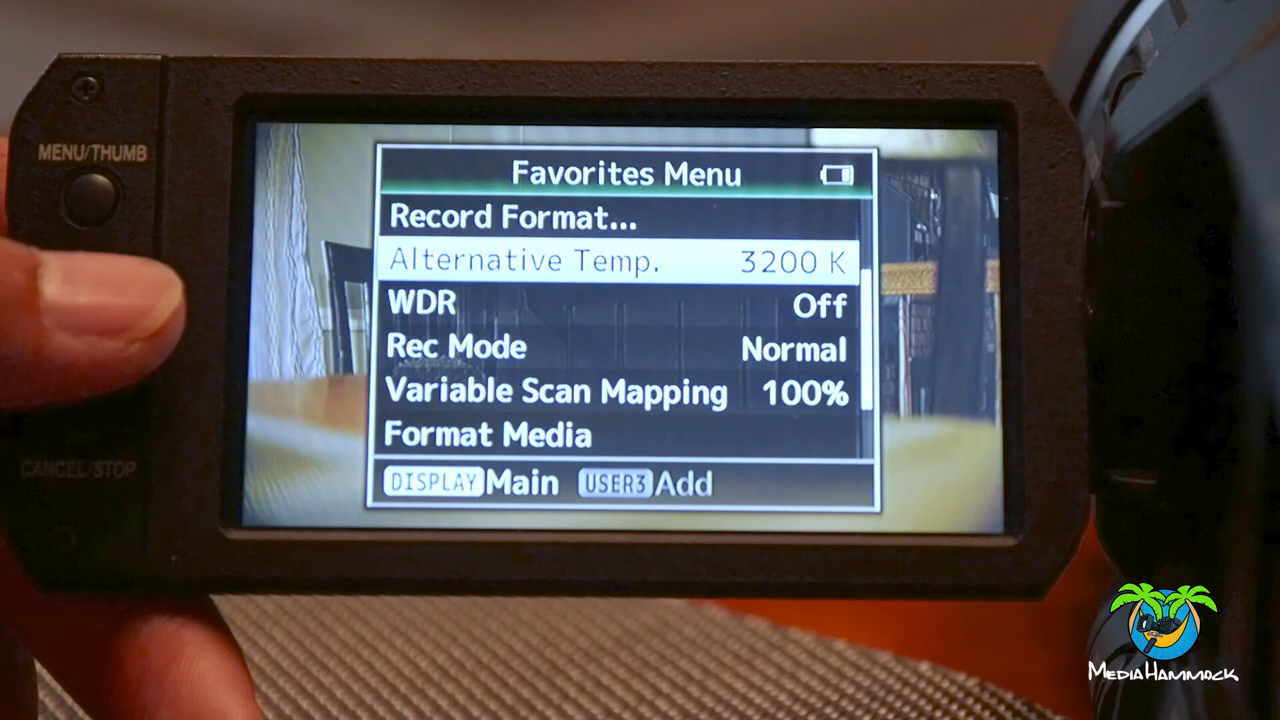 MENU/THUMB
CANCEL/STOP
Favorites Menu
Record Format...
Alternative Temp. 3200 K
WDR Off
Rec Mode Normal
Variable Scan Mapping 100%
Format Media
DISPLAY Main USER3 Add
MEDIAHAMMOCK